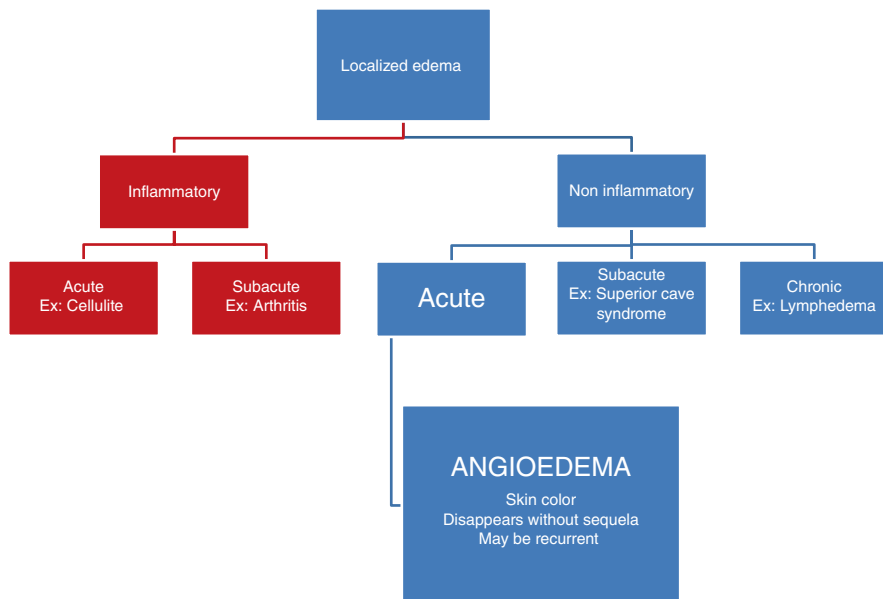 Localized edema
Inflammatory
Non inflammatory
Acute
Ex: Cellulite
Subacute
Ex: Arthritis
Acute
Subacute
Ex: Superior cave
syndrome
Chronic
Ex: Lymphedema
ANGIOEDEMA
Skin color
Disappears without sequela
May be recurrent